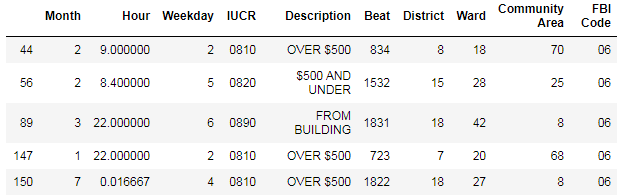 Month Hour Weekday IUCR Description Beat District Ward Community Area FBI Code
44 2 9.000000 2 0810 OVER $500 834 8 18 70 06
56 2 8.400000 5 0820 $500 AND UNDER 1532 15 28 25 06
89 3 22.000000 6 0890 FROM BUILDING 1831 18 42 8 06
147 1 22.000000 2 0810 OVER $500 723 7 20 68 06
150 7 0.016667 4 0810 OVER $500 1822 18 27 8 06